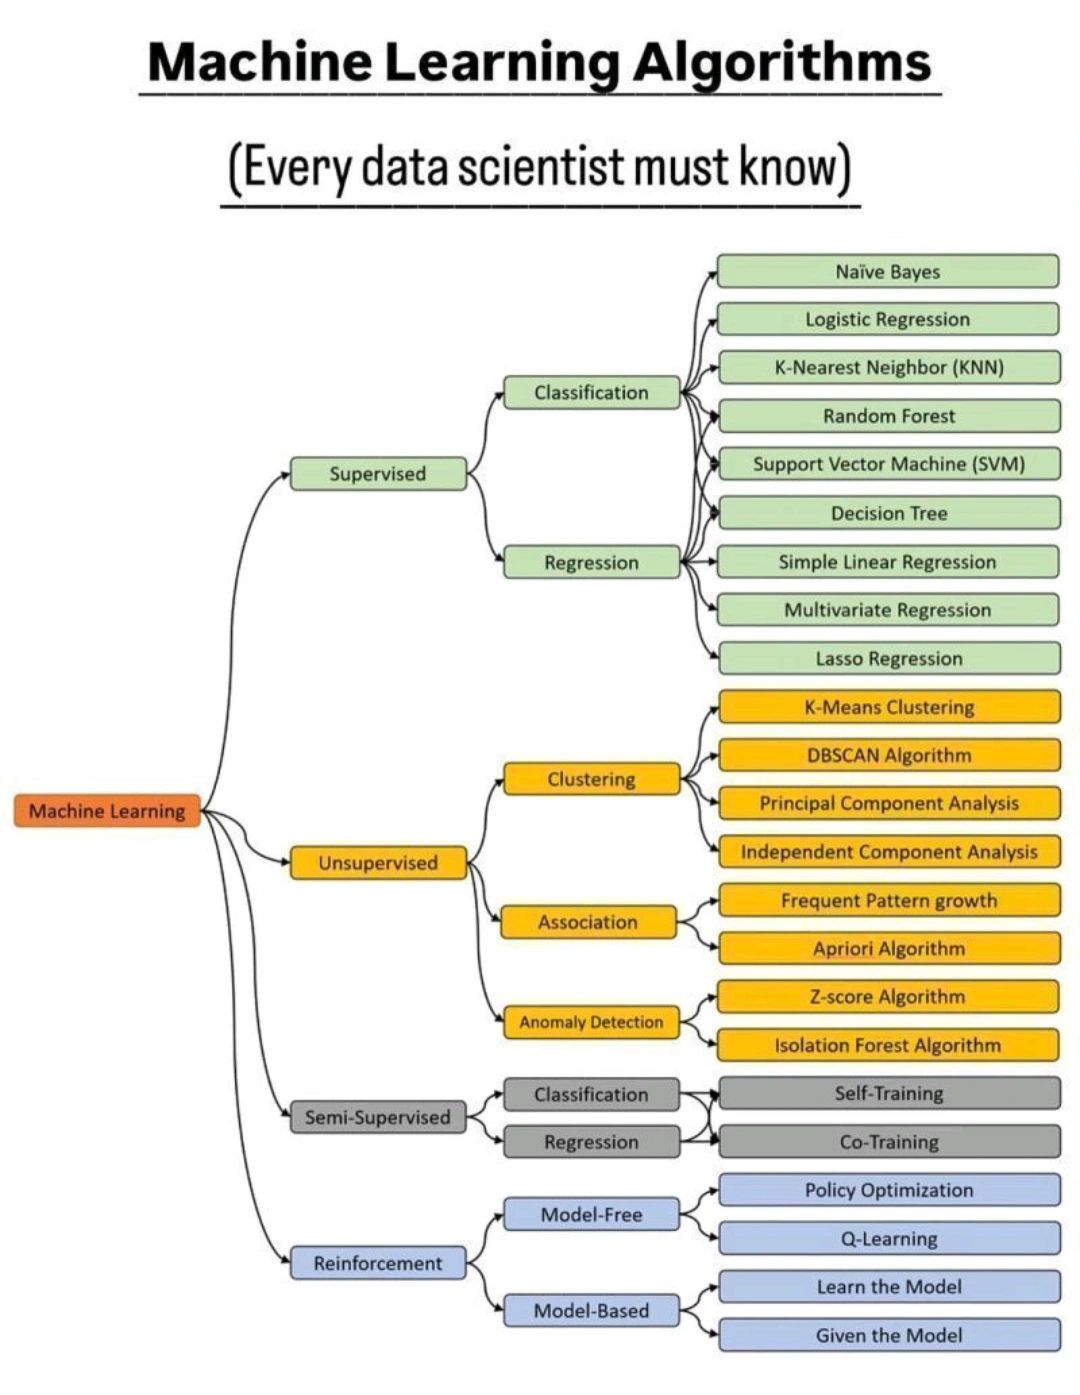 Machine Learning Algorithms
(Every data scientist must know)
Machine Learning
Supervised
Classification
Regression
Naïve Bayes
Logistic Regression
K-Nearest Neighbor (KNN)
Random Forest
Support Vector Machine (SVM)
Decision Tree
Simple Linear Regression
Multivariate Regression
Lasso Regression
Unsupervised
Clustering
K-Means Clustering
DBSCAN Algorithm
Principal Component Analysis
Independent Component Analysis
Association
Frequent Pattern growth
Apriori Algorithm
Anomaly Detection
Z-score Algorithm
Isolation Forest Algorithm
Semi-Supervised
Classification
Regression
Self-Training
Co-Training
Reinforcement
Model-Free
Policy Optimization
Q-Learning
Model-Based
Learn the Model
Given the Model